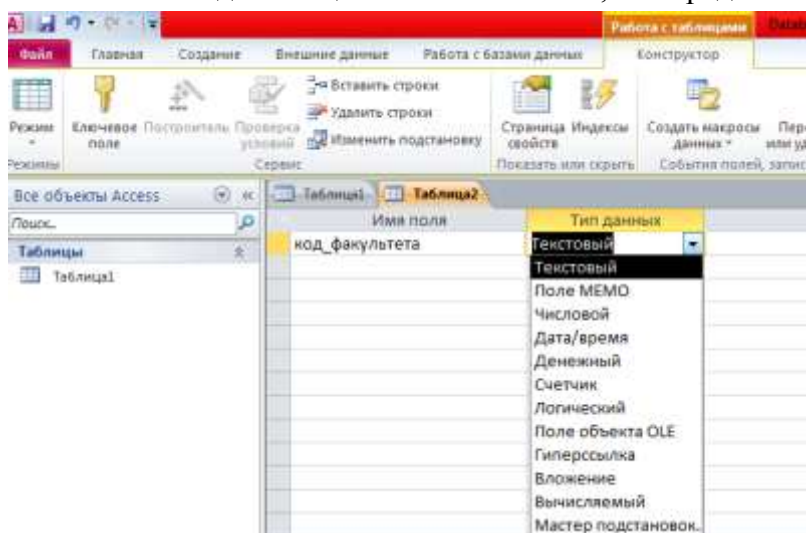 Работа с таблицами
Файл Главная Создание Внешние данные Работа с базами данных Конструктор
Режим
Ключевое поле
Построитель
Проверка условий
Вставить строки
Удалить строки
Изменить подстановку
Страница свойств
Индексы
Создать макросы данных
Режимы Сервис Показать или скрыть События полей, запис
Все объекты Access
Таблица1 Таблица2
Поиск...
Имя поля Тип данных
Таблицы
код_факультета Текстовый
Таблица1
Текстовый
Поле МЕМО
Числовой
Дата/время
Денежный
Счетчик
Логический
Поле объекта OLE
Гиперссылка
Вложение
Вычисляемый
Мастер подстановок..